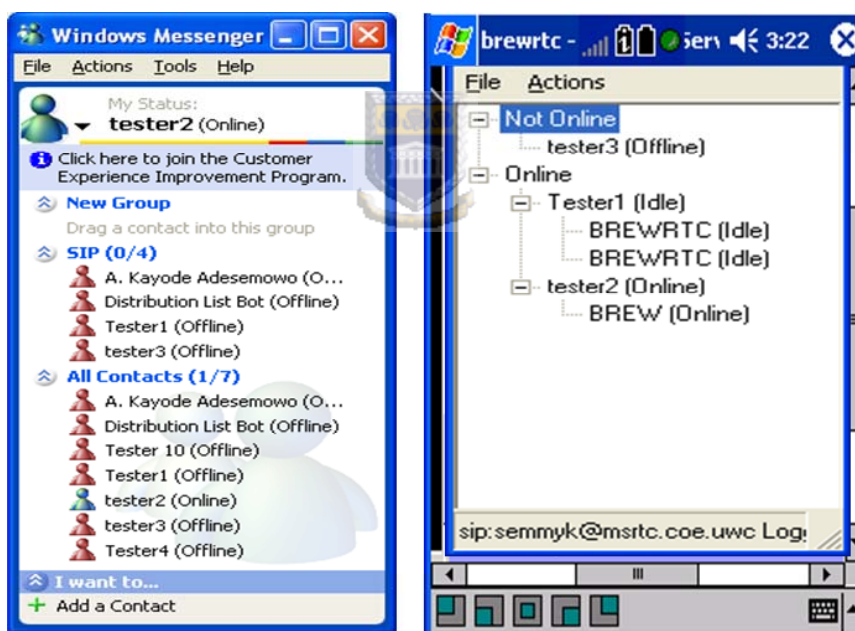 Windows Messenger
File Actions Tools Help
My Status:
tester2 (Online)
Click here to join the Customer
Experience Improvement Program.
New Group
Drag a contact into this group
SIP (0/4)
A. Kayode Adesemowo (O...
Distribution List Bot (Offline)
Tester1 (Offline)
tester3 (Offline)
All Contacts (1/7)
A. Kayode Adesemowo (O...
Distribution List Bot (Offline)
Tester 10 (Offline)
Tester1 (Offline)
tester2 (Online)
tester3 (Offline)
Tester4 (Offline)
I want to...
Add a Contact
brewrtc - Serv 3:22
File Actions
Not Online
tester3 (Offline)
Online
Tester1 (Idle)
BREWRTC (Idle)
BREWRTC (Idle)
tester2 (Online)
BREW (Online)
sip:semmyk@msrtc.coe.uwc Logg